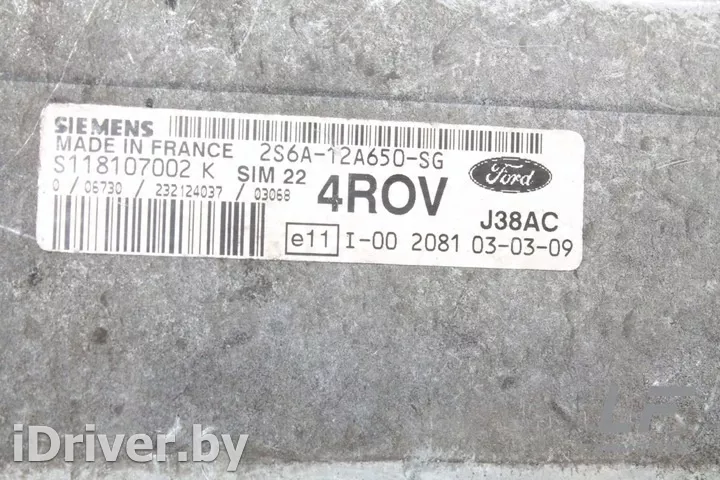 SIEMENS
MADE IN FRANCE 2S6A-12A650-SG
S118107002 K SIM 22
0 / 06730 / 232124037 / 03068
4ROV
Ford
J38AC
e11 I-00 2081 03-03-09
LF
iDriver.by